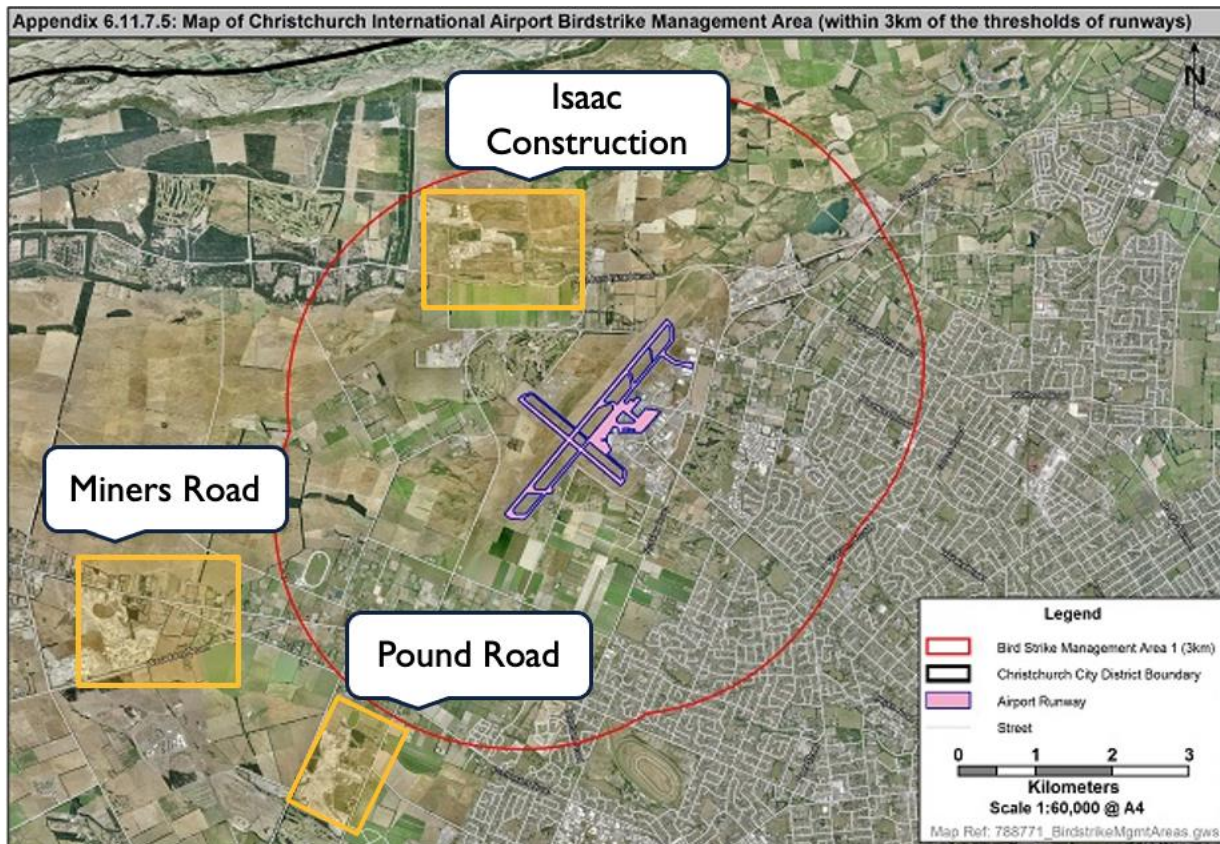 Appendix 6.11.7.5: Map of Christchurch International Airport Birdstrike Management Area (within 3km of the thresholds of runways)
N
Isaac
Construction
Miners Road
Pound Road
Legend
Bird Strike Management Area 1 (3km)
Christchurch City District Boundary
Airport Runway
Street
0 1 2 3
Kilometers
Scale 1:60,000 @ A4
Map Ref: 788771_BirdstrikeMgmtAreas.gws